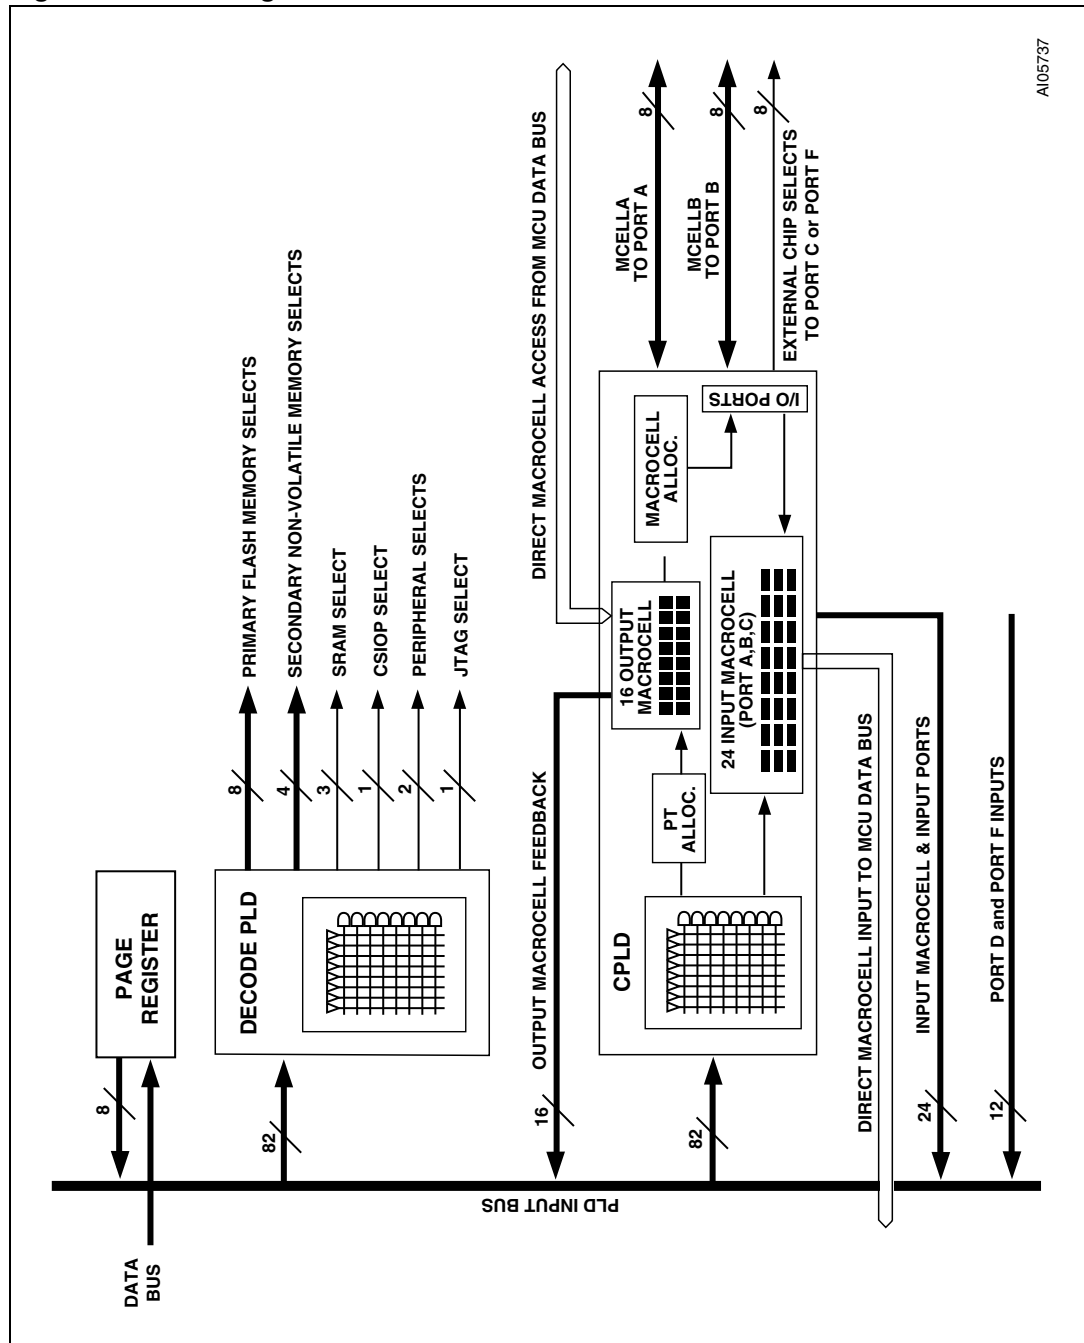 DATA
BUS
8
PAGE
REGISTER
82
DECODE PLD
8
PRIMARY FLASH MEMORY SELECTS
4
SECONDARY NON-VOLATILE MEMORY SELECTS
3
SRAM SELECT
1
CSIOP SELECT
2
PERIPHERAL SELECTS
1
JTAG SELECT
PLD INPUT BUS
16
OUTPUT MACROCELL FEEDBACK
DIRECT MACROCELL ACCESS FROM MCU DATA BUS
82
CPLD
PT
ALLOC.
16 OUTPUT
MACROCELL
MACROCELL
ALLOC.
24 INPUT MACROCELL
(PORT A,B,C)
I/O PORTS
MCELLA
TO PORT A
8
MCELLB
TO PORT B
8
EXTERNAL CHIP SELECTS
TO PORT C or PORT F
8
DIRECT MACROCELL INPUT TO MCU DATA BUS
24
INPUT MACROCELL & INPUT PORTS
12
PORT D and PORT F INPUTS
AI05737